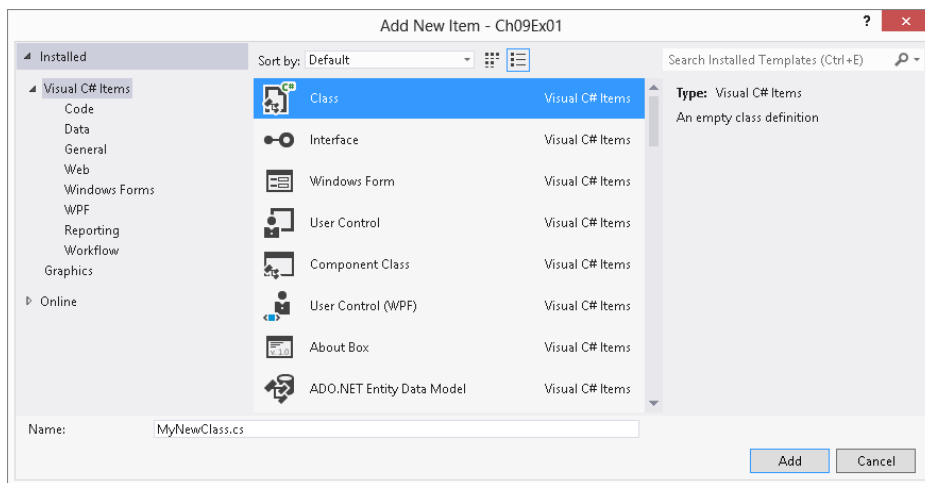 Add New Item - Ch09Ex01
?
Installed
Sort by: Default
Search Installed Templates (Ctrl+E)
Visual C# Items
Code
Data
General
Web
Windows Forms
WPF
Reporting
Workflow
Graphics
Online
C#
Class Visual C# Items
Interface Visual C# Items
Windows Form Visual C# Items
User Control Visual C# Items
Component Class Visual C# Items
User Control (WPF) Visual C# Items
v.1.0
About Box Visual C# Items
ADO.NET Entity Data Model Visual C# Items
Type: Visual C# Items
An empty class definition
Name: MyNewClass.cs
Add Cancel